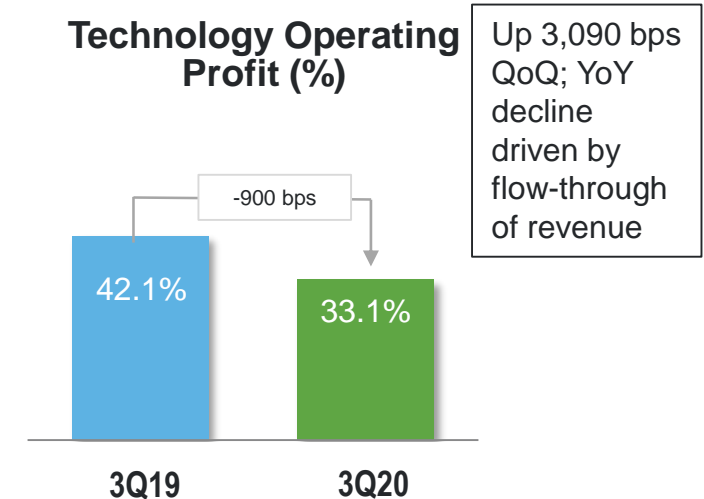 Technology Operating
Profit (%)
Up 3,090 bps
QoQ; YoY
decline
driven by
flow-through
of revenue
-900 bps
42.1%
33.1%
3Q19
3Q20